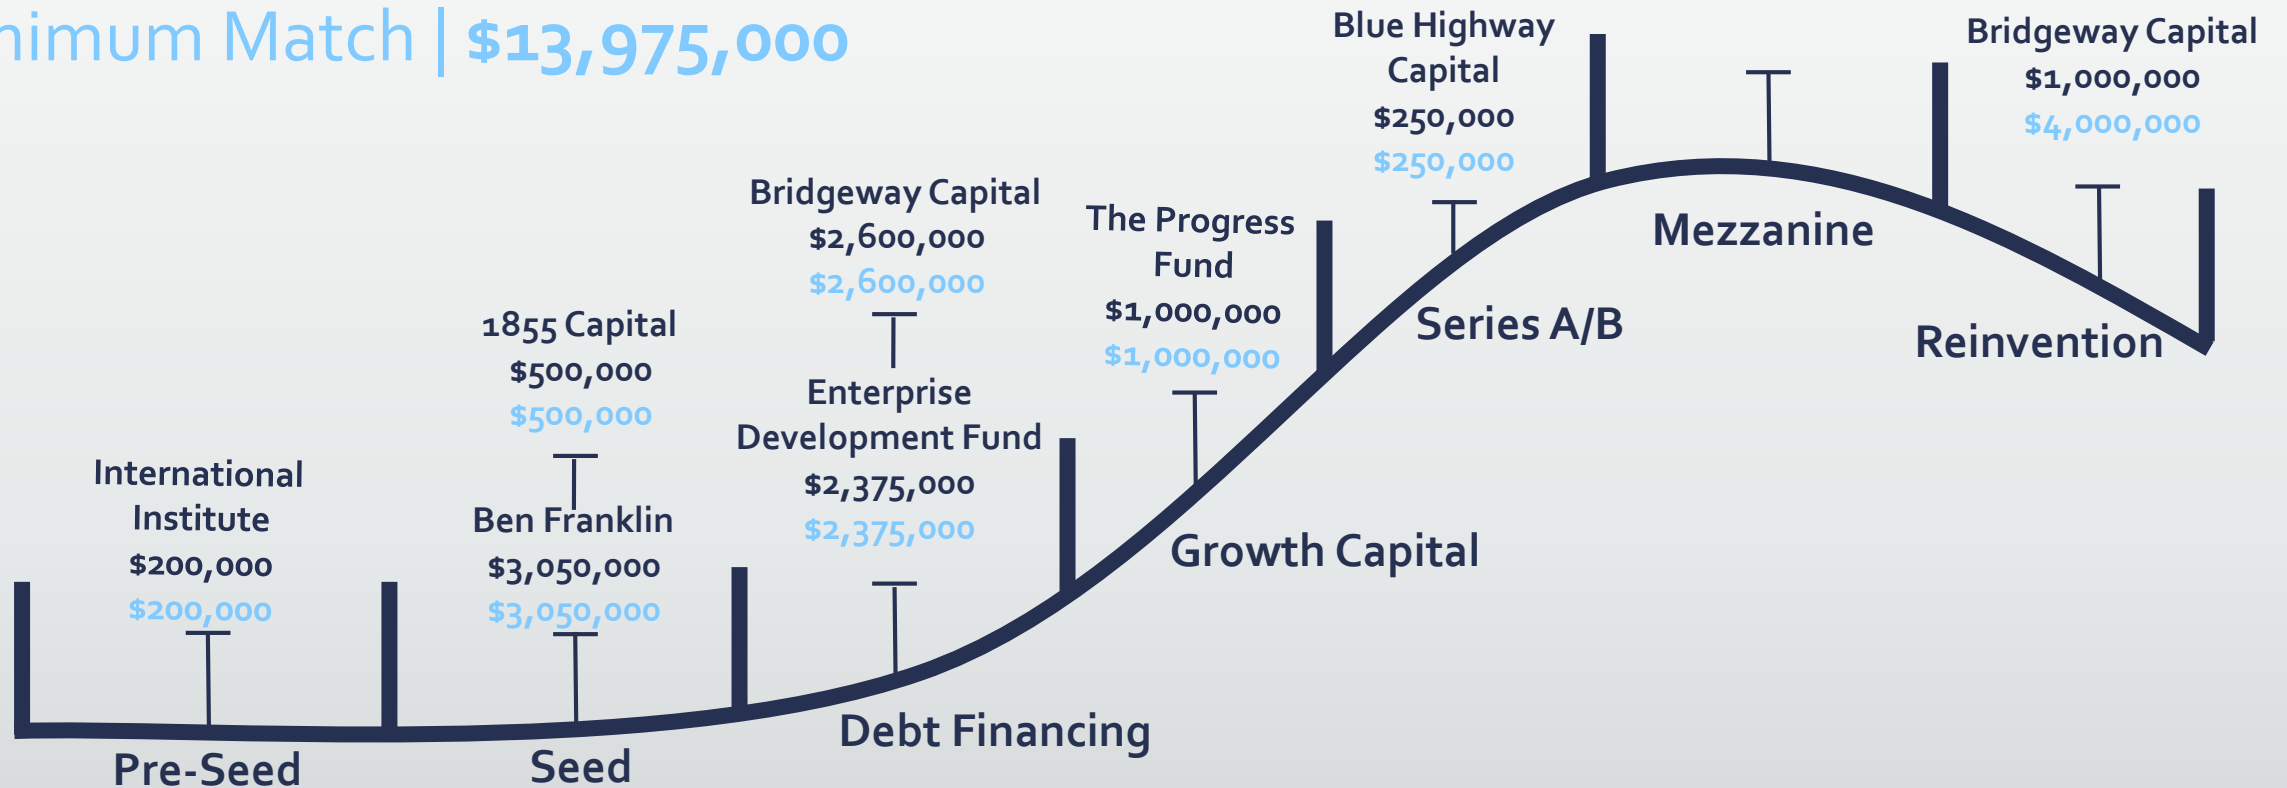 Match | $13,975,000
International
Institute
$200,000
$200,000
Pre-Seed
1855 Capital
$500,000
$500,000
Ben Franklin
$3,050,000
$3,050,000
Seed
Bridgeway Capital
$2,600,000
$2,600,000
Enterprise
Development Fund
$2,375,000
$2,375,000
Debt Financing
The Progress
Fund
$1,000,000
$1,000,000
Growth Capital
Blue Highway
Capital
$250,000
$250,000
Series A/B
Mezzanine
Bridgeway Capital
$1,000,000
$4,000,000
Reinvention